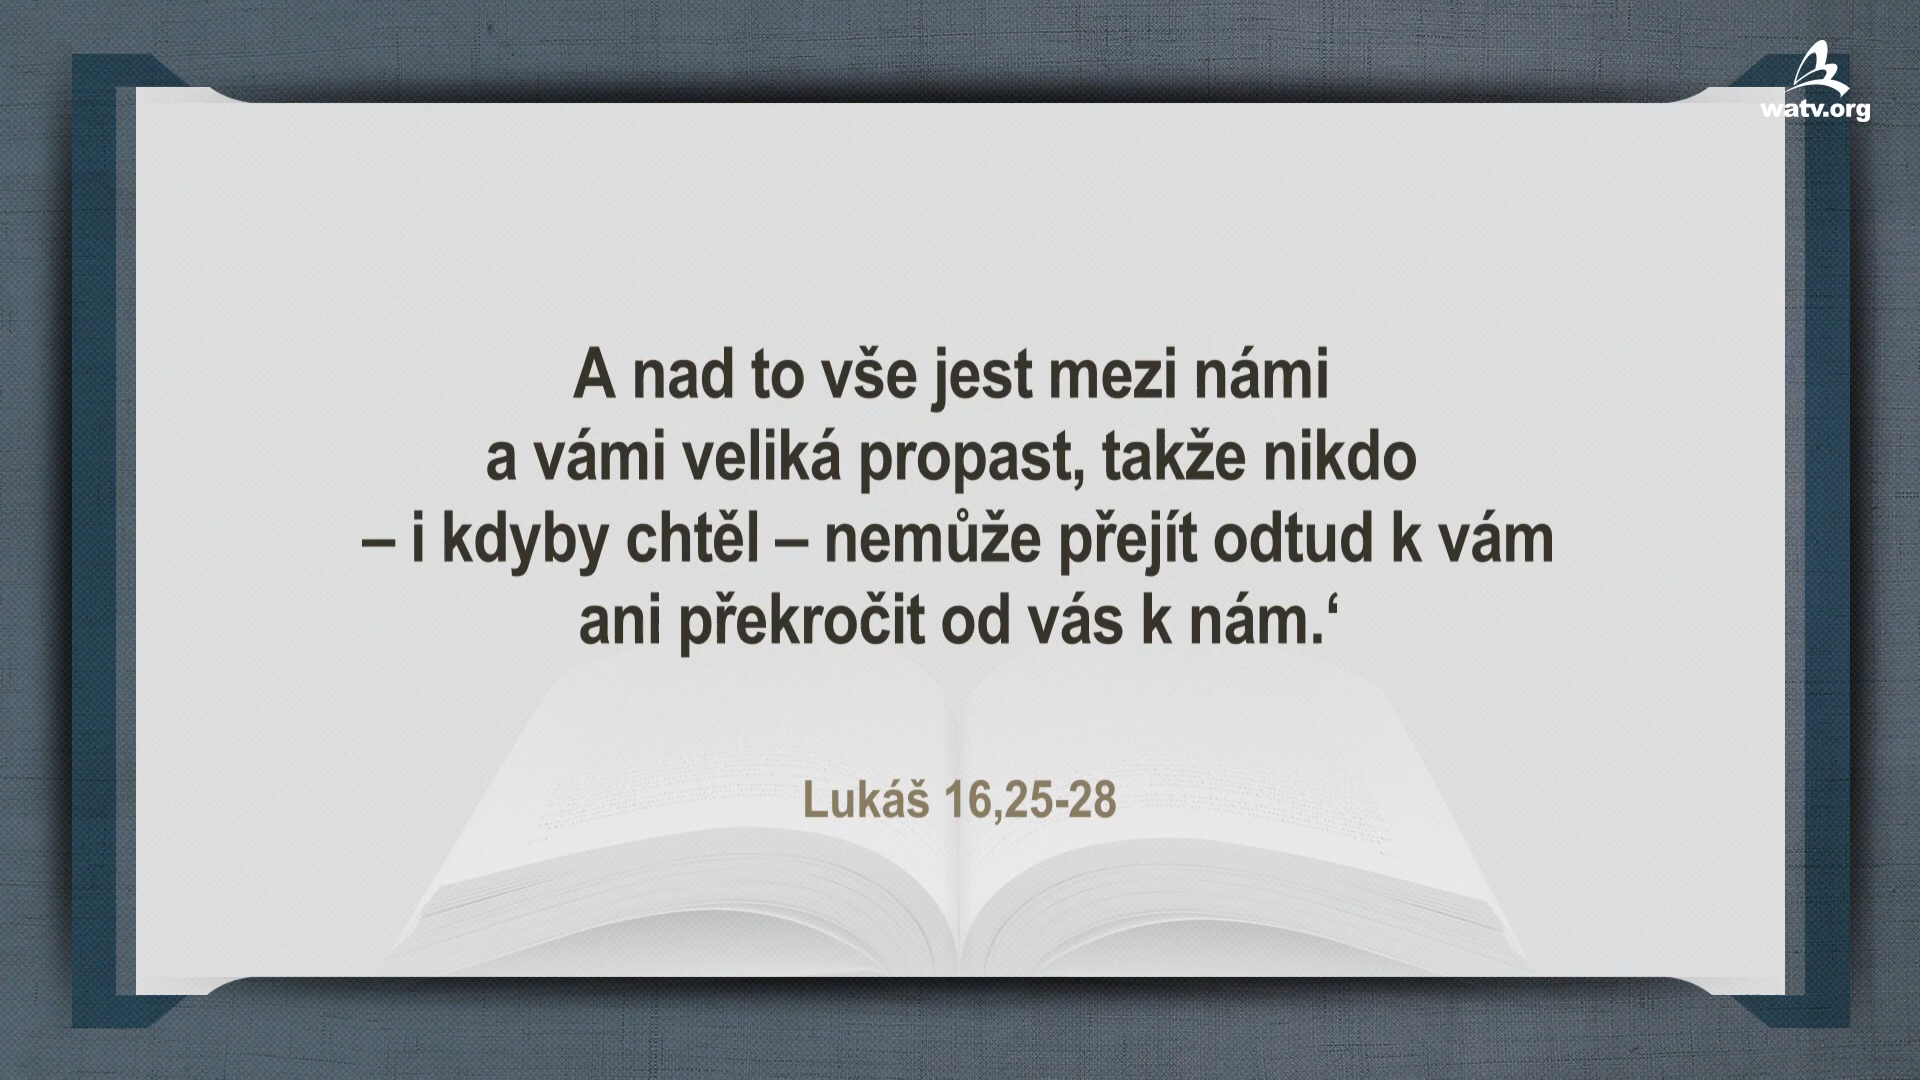 watv.org
A nad to vše jest mezi námi
a vámi veliká propast, takže nikdo
– i kdyby chtěl – nemůže přejít odtud k vám
ani překročit od vás k nám.‘
Lukáš 16,25-28